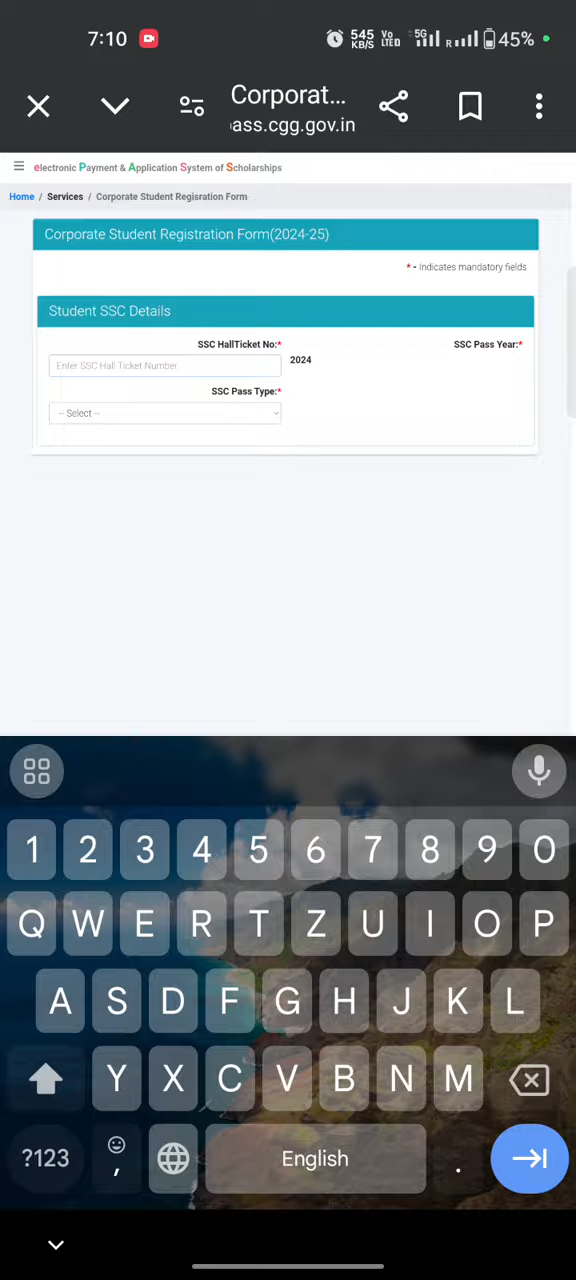 7:10 545 KB/S Vo LTED 5G R 45%
Corporat...
ass.cgg.gov.in
electronic Payment & Application System of Scholarships
Home / Services / Corporate Student Regisration Form
Corporate Student Registration Form(2024-25)
* - Indicates mandatory fields
Student SSC Details
SSC HallTicket No:* SSC Pass Year:*
Enter SSC Hall Ticket Number 2024
SSC Pass Type:*
-- Select --
1 2 3 4 5 6 7 8 9 0
Q W E R T Z U I O P
A S D F G H J K L
Y X C V B N M
?123 , English .